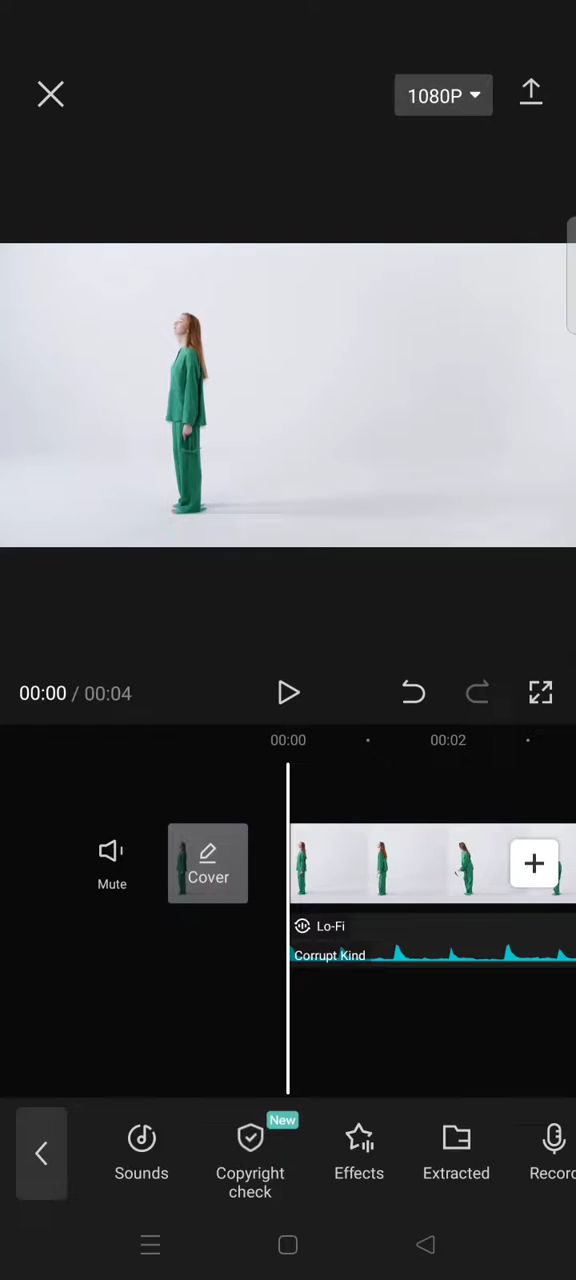 1080P
00:00 / 00:04
00:00
00:02
Mute
Cover
Lo-Fi
Corrupt Kind
New
Sounds
Copyright
check
Effects
Extracted
Recor